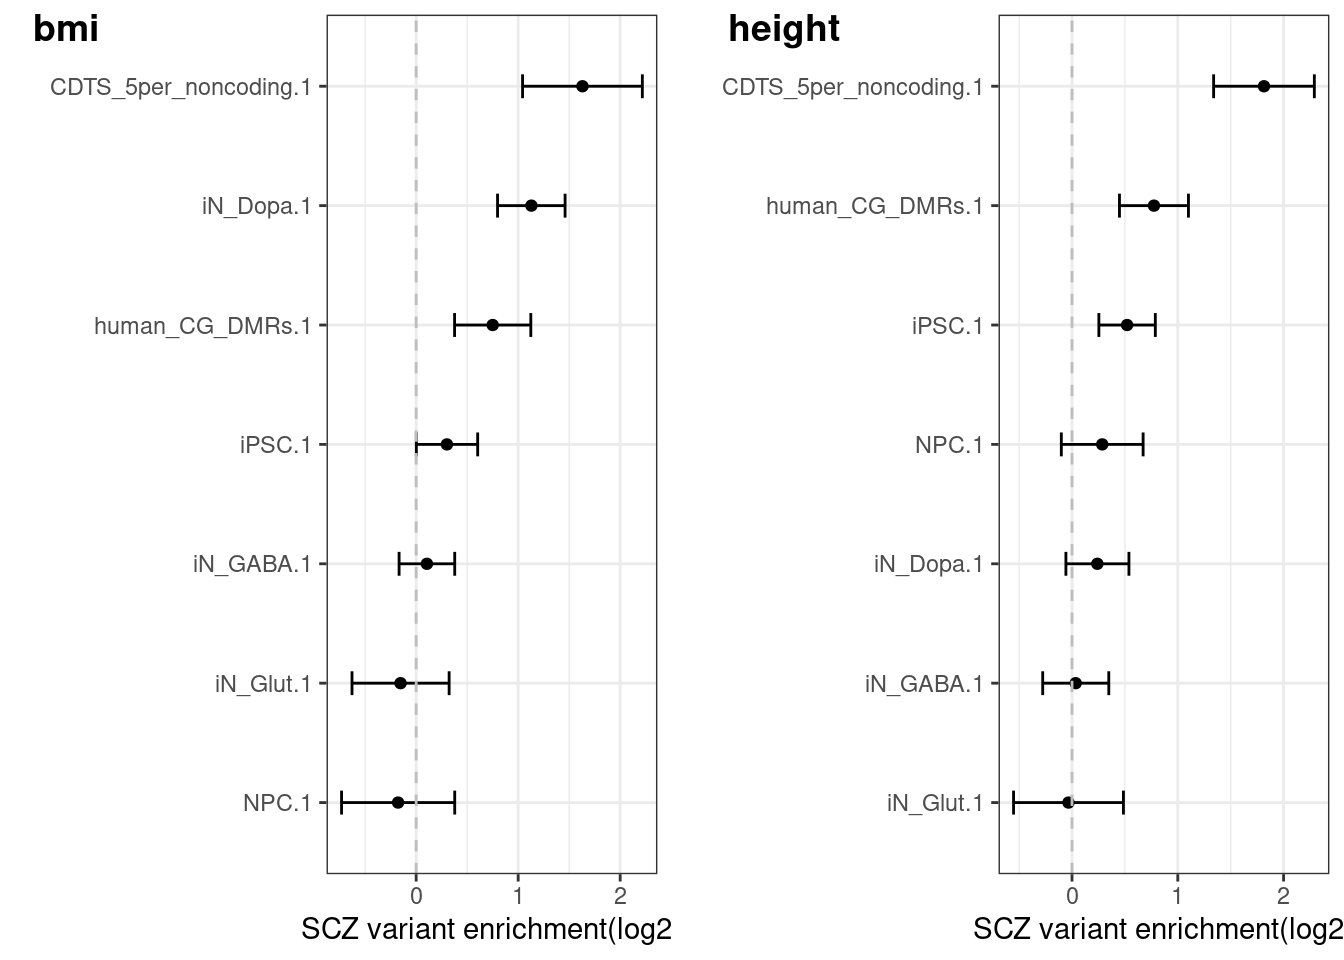 bmi
CDTS_5per_noncoding.1
iN_Dopa.1
human_CG_DMRs.1
iPSC.1
iN_GABA.1
iN_Glut.1
NPC.1
0 1 2
SCZ variant enrichment(log2
height
CDTS_5per_noncoding.1
human_CG_DMRs.1
iPSC.1
NPC.1
iN_Dopa.1
iN_GABA.1
iN_Glut.1
0 1 2
SCZ variant enrichment(log2